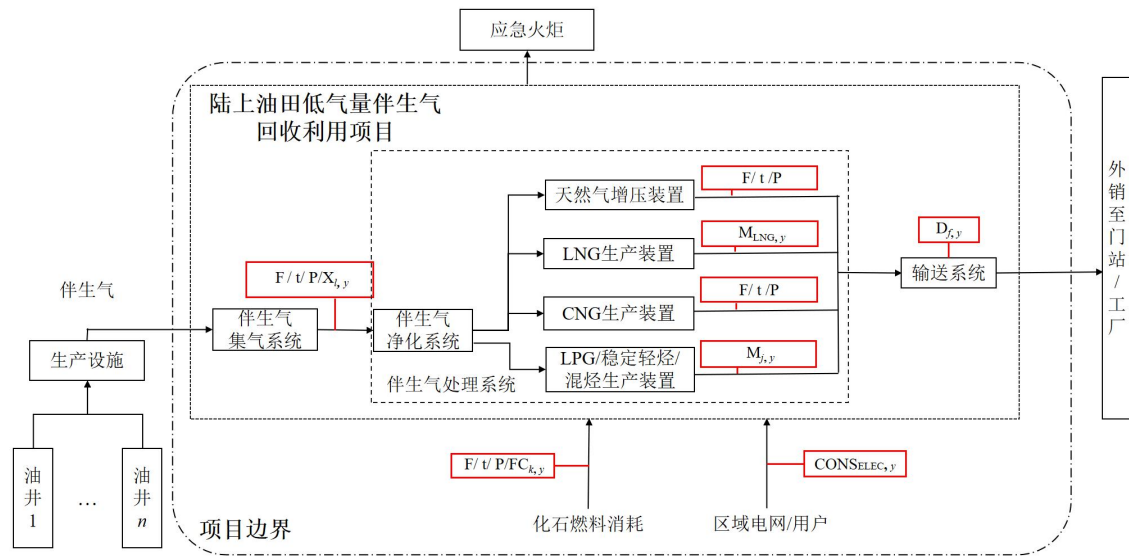 应急火炬
陆上油田低气量伴生气
回收利用项目
天然气增压装置
F/ t /P
LNG生产装置
M_LNG, y
CNG生产装置
F/ t /P
LPG/稳定轻烃/
混烃生产装置
M_j, y
伴生气
净化系统
伴生气处理系统
F / t/ P/X_l, y
伴生气
集气系统
伴生气
生产设施
油井1
…
油井n
D_f, y
输送系统
外销至门站/工厂
F/ t/ P/FC_k, y
CONS_ELEC, y
化石燃料消耗
区域电网/用户
项目边界